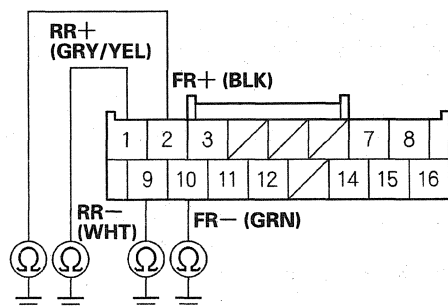 RR+
(GRY/YEL)
FR+ (BLK)
1 2 3 7 8
9 10 11 12 14 15 16
RR−
(WHT)
FR− (GRN)
Ω Ω Ω Ω